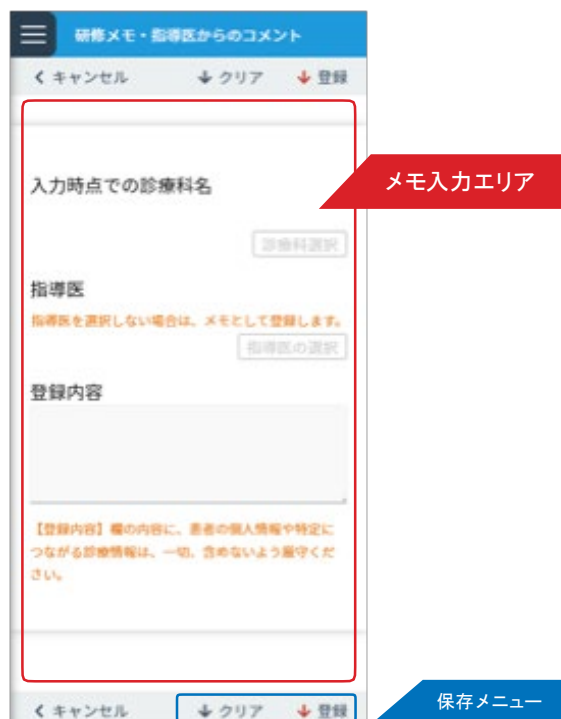 研修メモ・指導医からのコメント
キャンセル クリア 登録
メモ入力エリア
入力時点での診療科名
診療科選択
指導医
指導医を選択しない場合は、メモとして登録します。
指導医の選択
登録内容
【登録内容】欄の内容に、患者の個人情報や特定に
つながる診療情報は、一切、含めないよう厳守くだ
さい。
保存メニュー
キャンセル クリア 登録